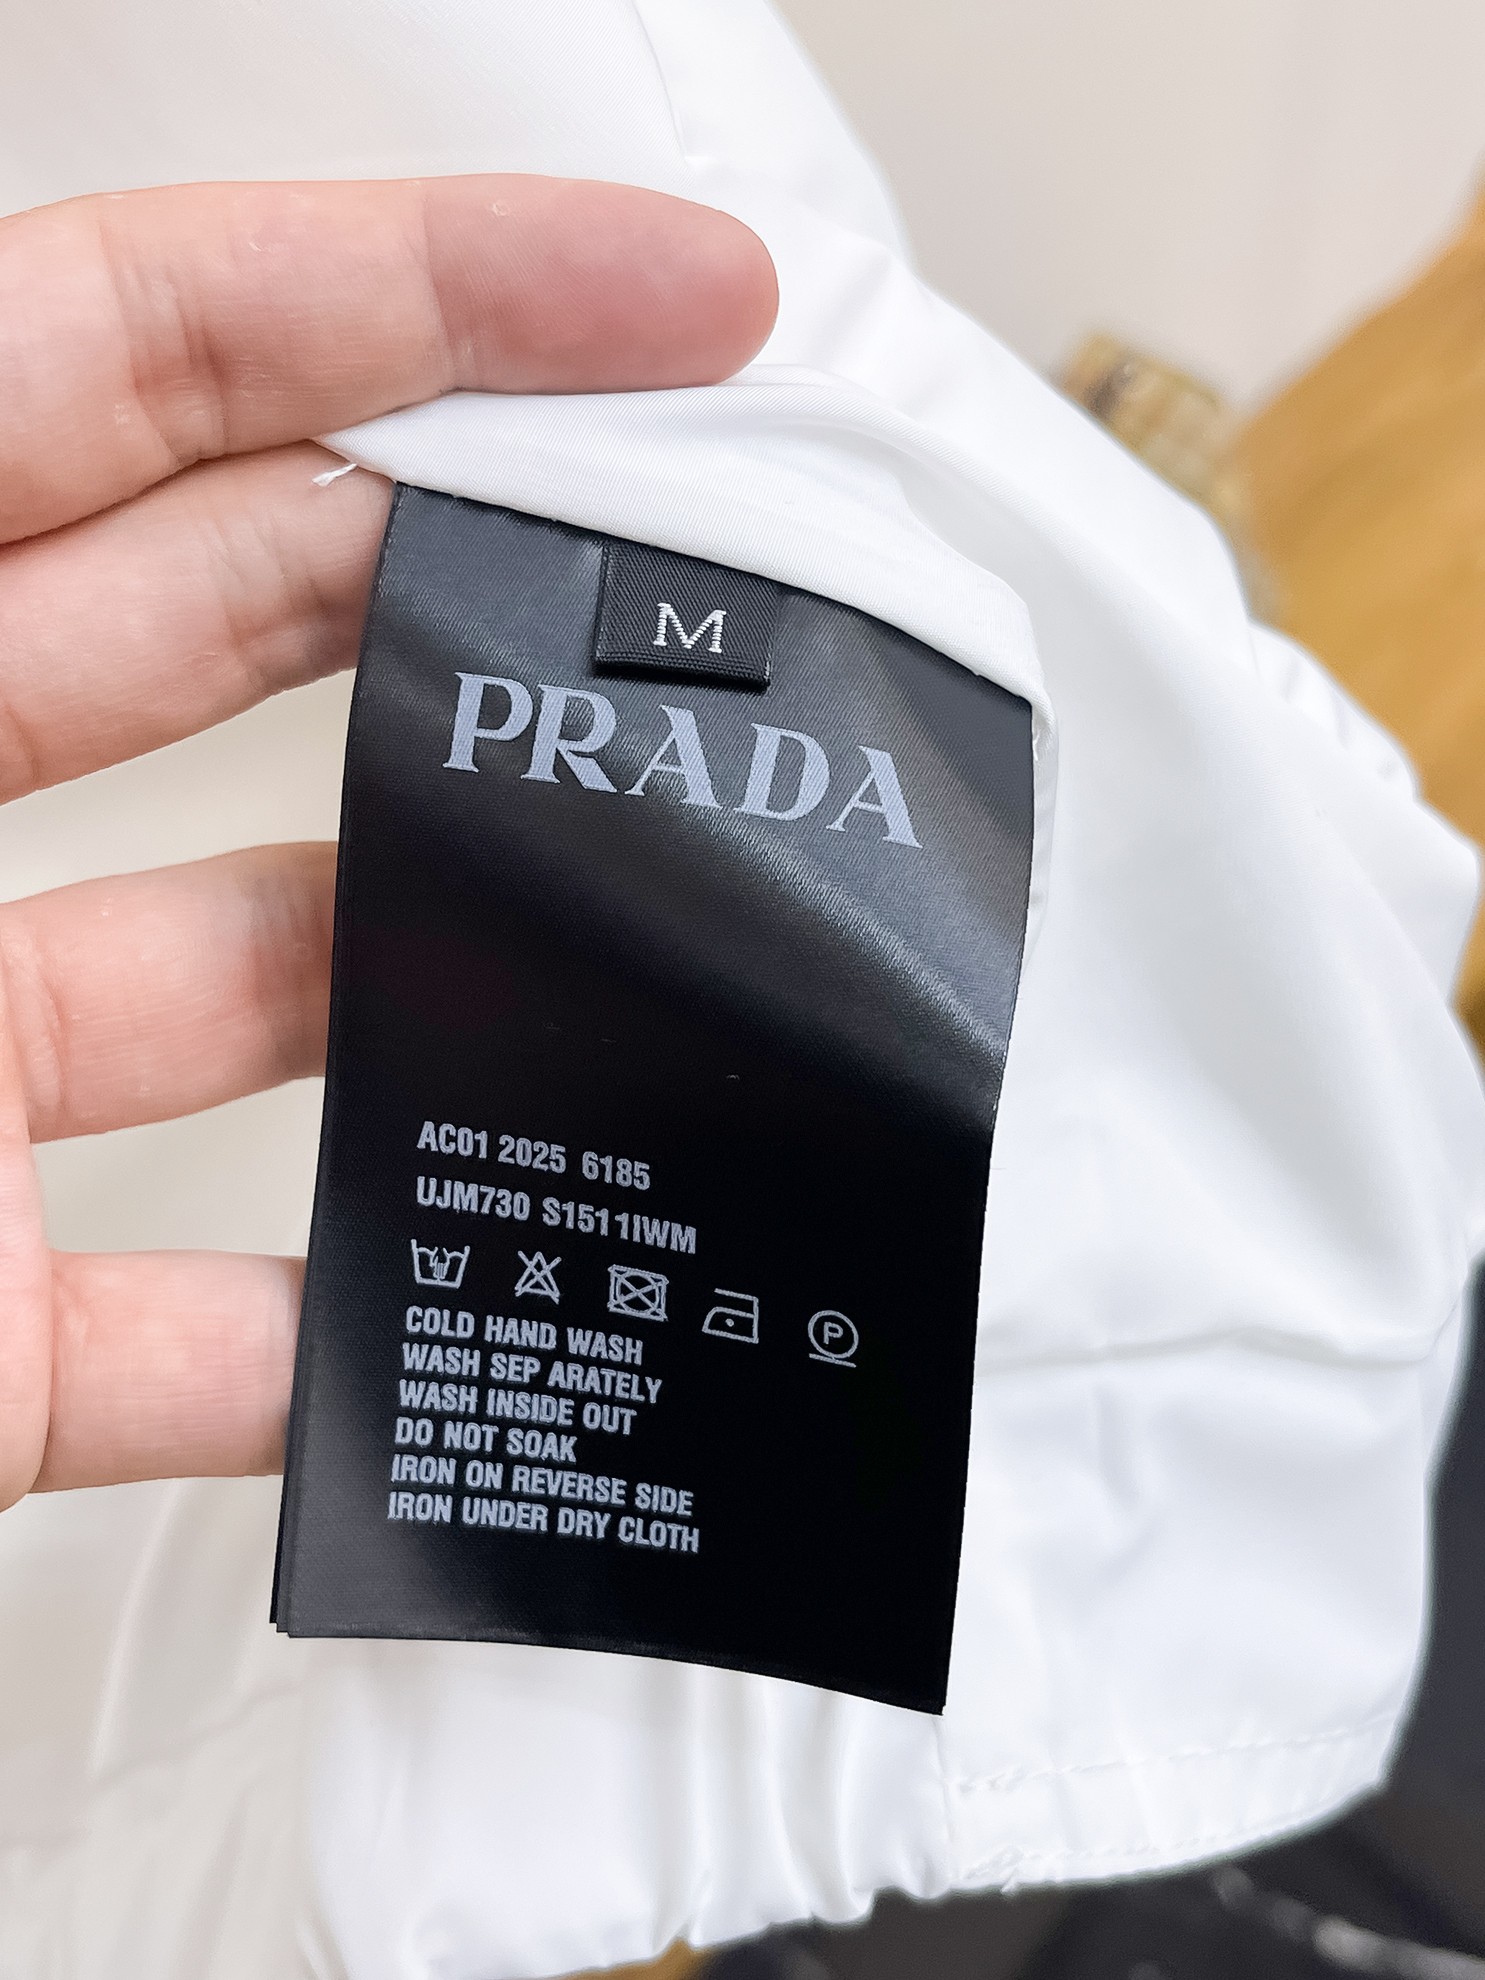 M
PRADA
AC01 2025 6185
UJM730 S1511IWM
P
COLD HAND WASH
WASH SEP ARATELY
WASH INSIDE OUT
DO NOT SOAK
IRON ON REVERSE SIDE
IRON UNDER DRY CLOTH